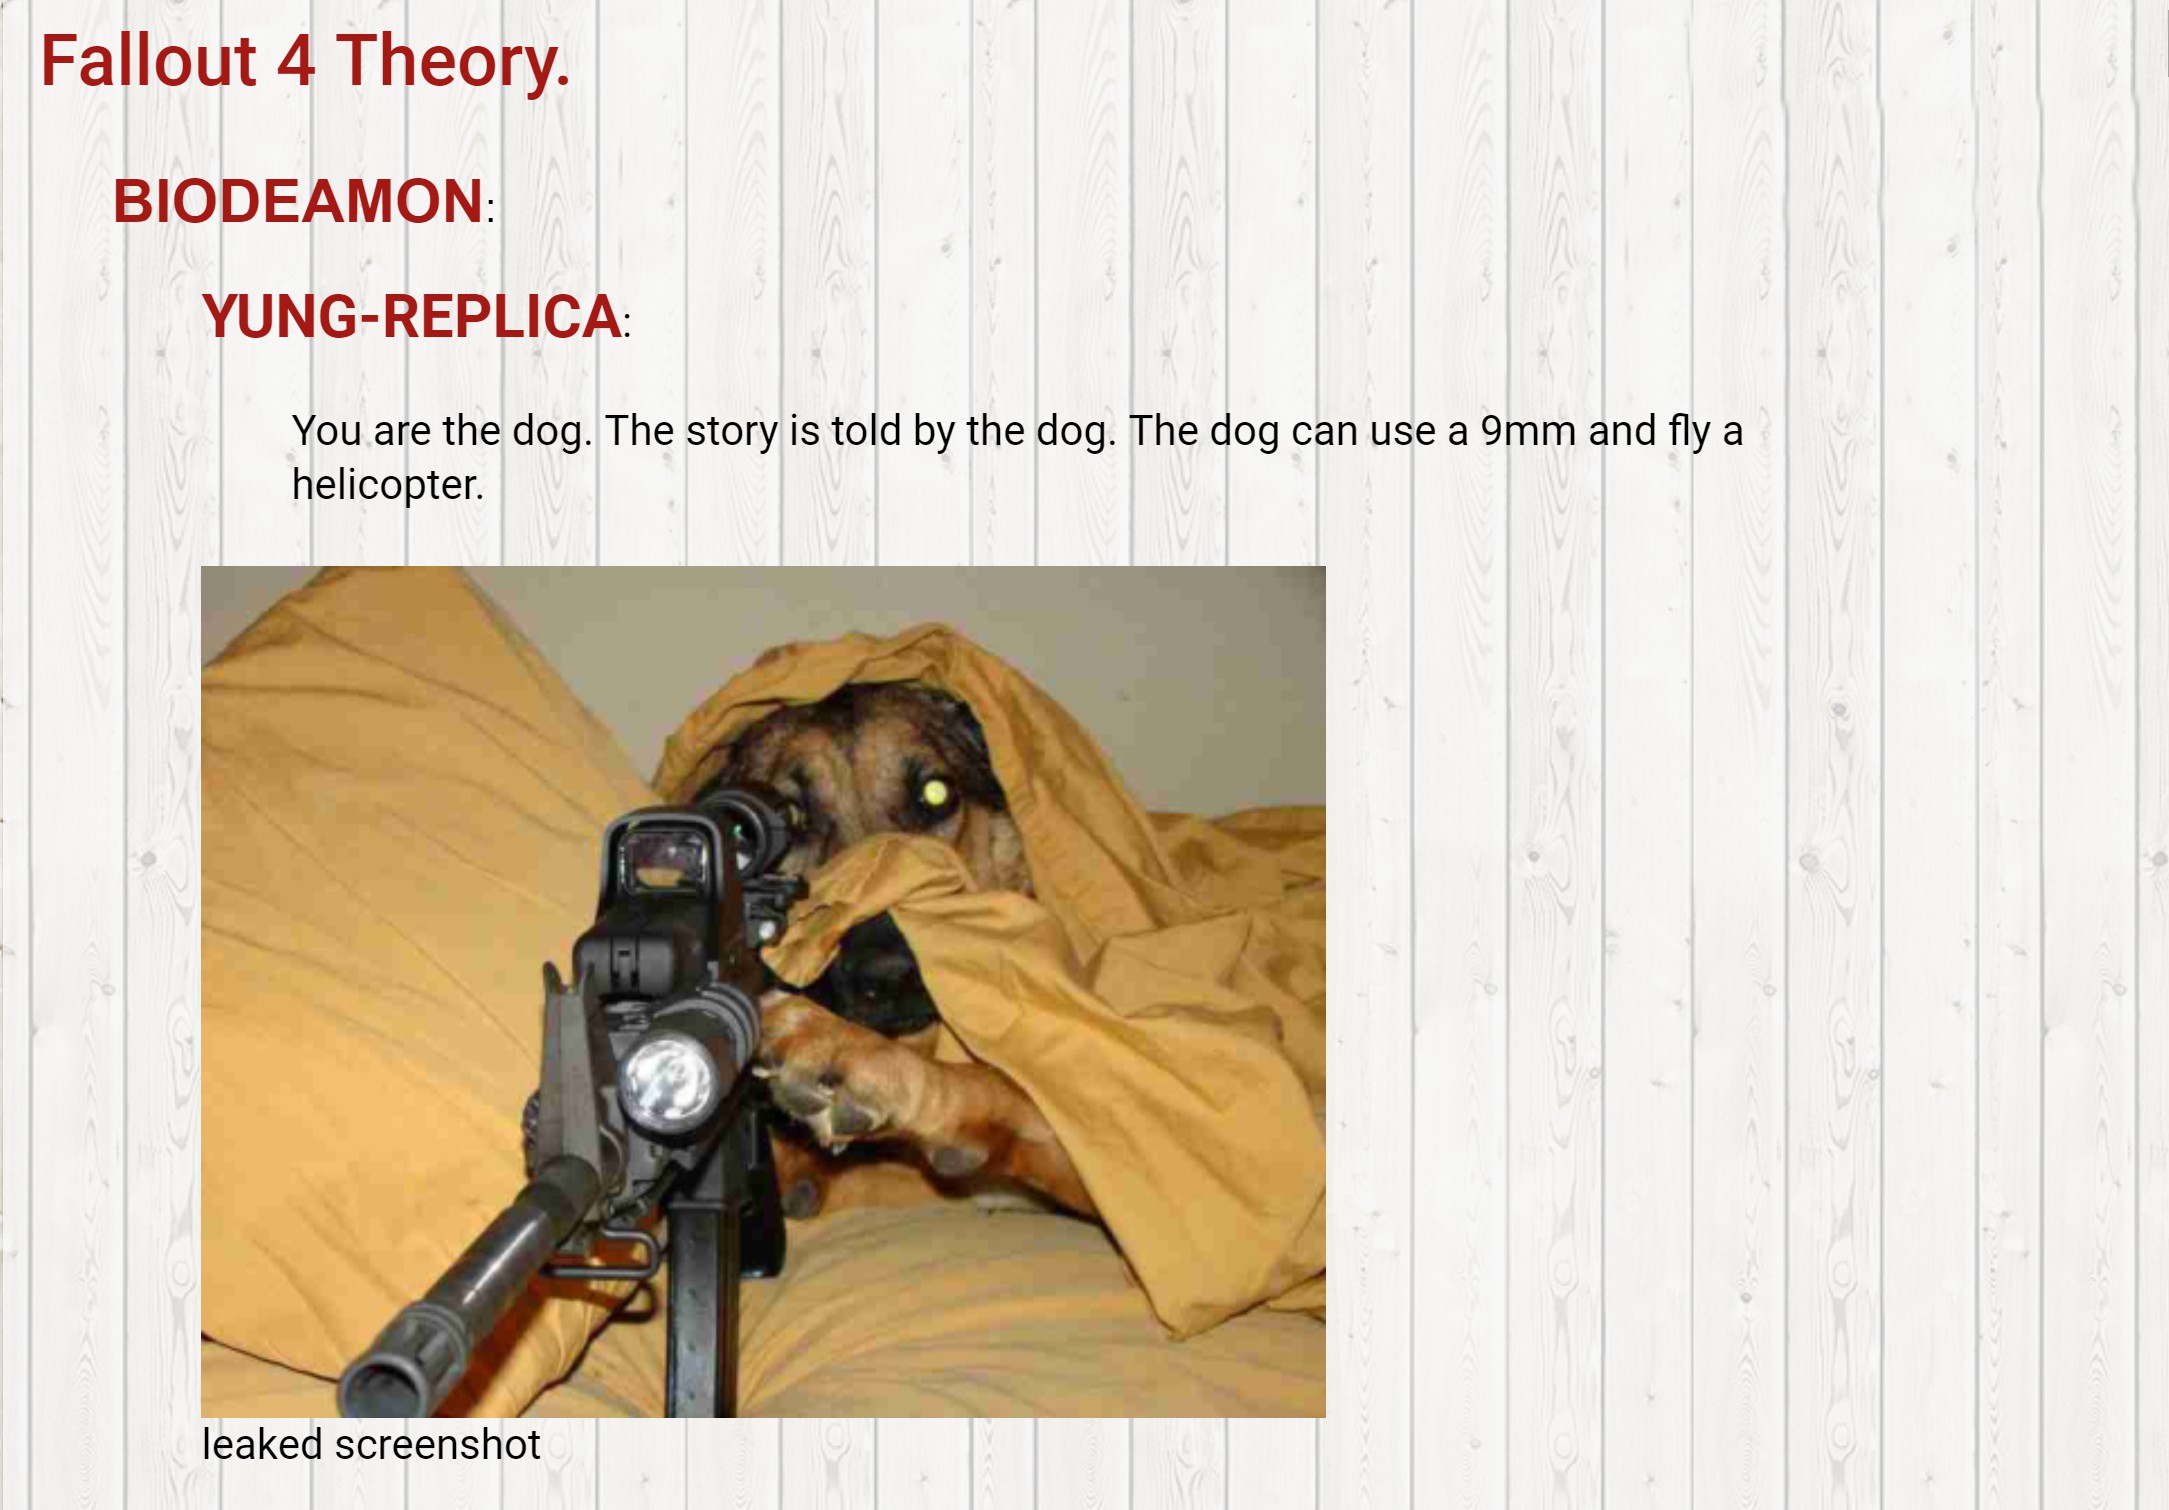 Fallout 4 Theory.
BIODEAMON:
YUNG-REPLICA:
You are the dog. The story is told by the dog. The dog can use a 9mm and fly a
helicopter.
leaked screenshot